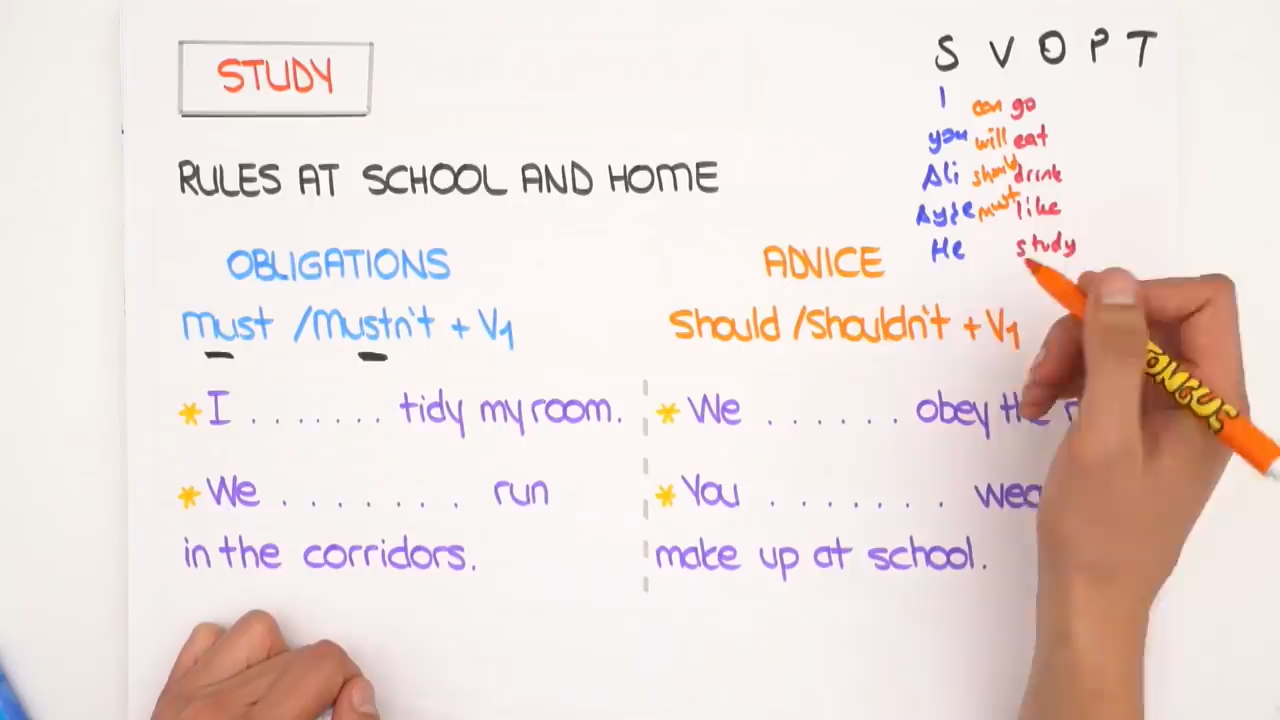 STUDY
S V O P T
I can go
you will eat
Ali should drink
Ayşe must like
He study
RULES AT SCHOOL AND HOME
OBLIGATIONS
must /Mustn't + V1
* I ....... tidy my room.
* We ........ run
in the corridors.
ADVICE
Should /Shouldn't + V1
* We ...... obey the
* You .......
make up at school.
TONGUE